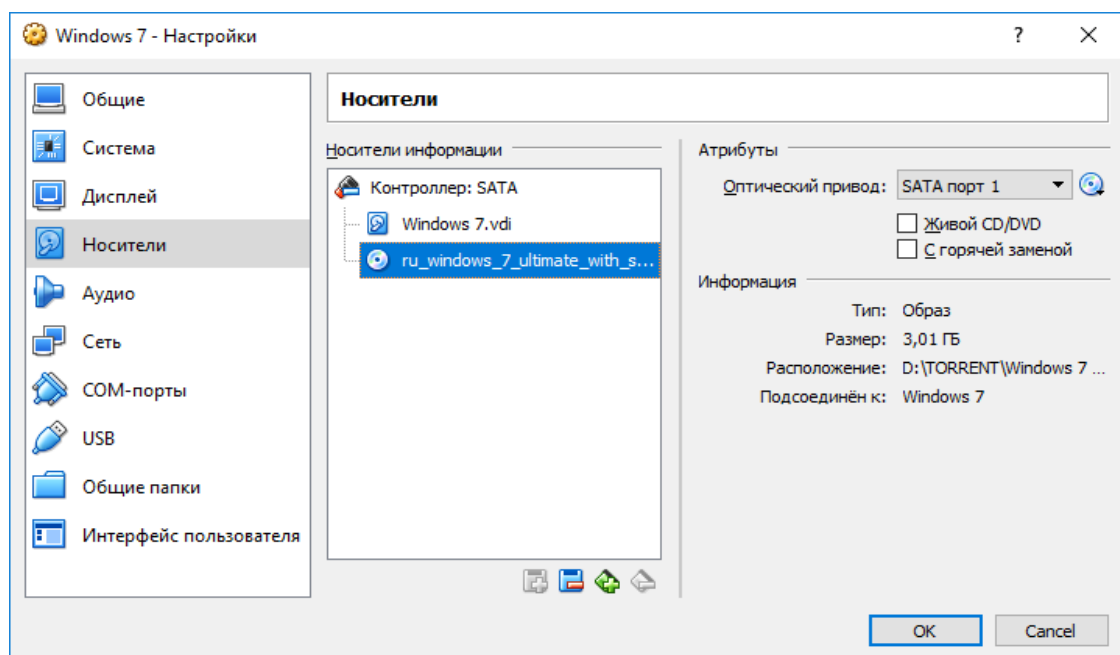 Windows 7 - Настройки
?
Общие
Система
Дисплей
Носители
Аудио
Сеть
COM-порты
USB
Общие папки
Интерфейс пользователя
Носители
Носители информации
Контроллер: SATA
Windows 7.vdi
ru_windows_7_ultimate_with_s...
Атрибуты
Оптический привод: SATA порт 1
Живой CD/DVD
С горячей заменой
Информация
Тип: Образ
Размер: 3,01 ГБ
Расположение: D:\TORRENT\Windows 7 ...
Подсоединён к: Windows 7
OK Cancel